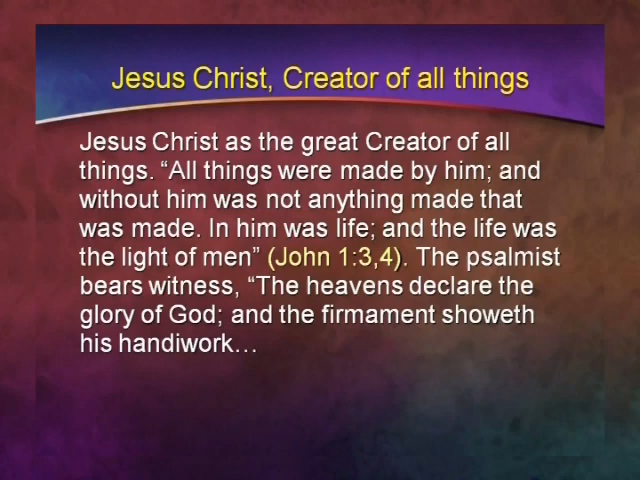 Jesus Christ, Creator of all things
Jesus Christ as the great Creator of all
things. “All things were made by him; and
without him was not anything made that
was made. In him was life; and the life was
the light of men” (John 1:3,4). The psalmist
bears witness, “The heavens declare the
glory of God; and the firmament showeth
his handiwork…